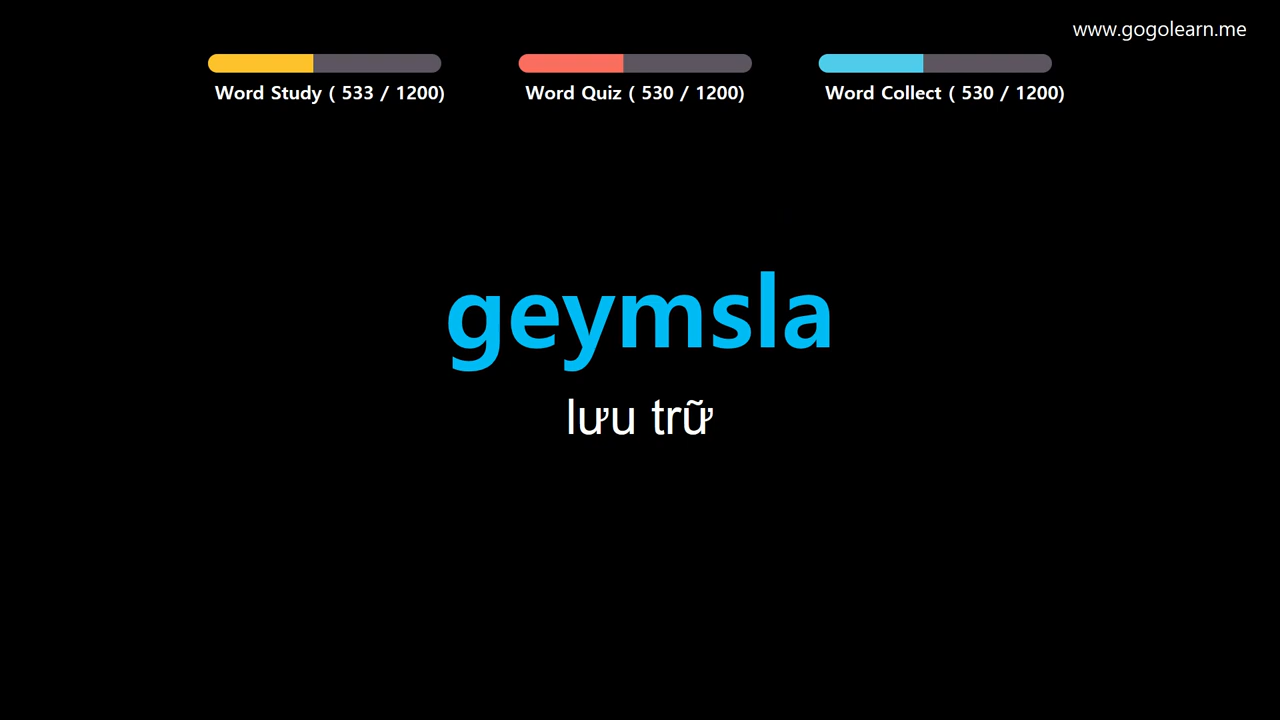 www.gogolearn.me
Word Study ( 533 / 1200)
Word Quiz ( 530 / 1200)
Word Collect ( 530 / 1200)
geymsla
lưu trữ